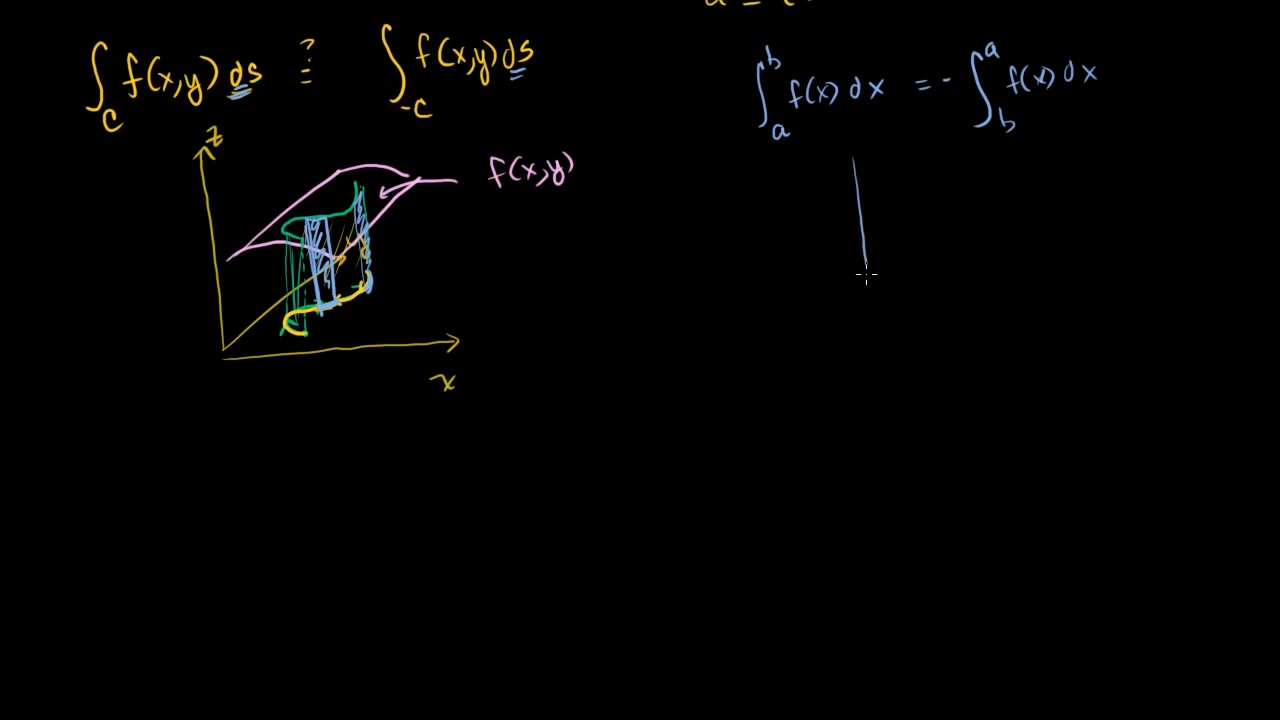 ∫_C f(x,y) ds ≟ ∫_{-C} f(x,y) ds
∫_a^b f(x) dx = - ∫_b^a f(x) dx
z
f(x,y)
y
x